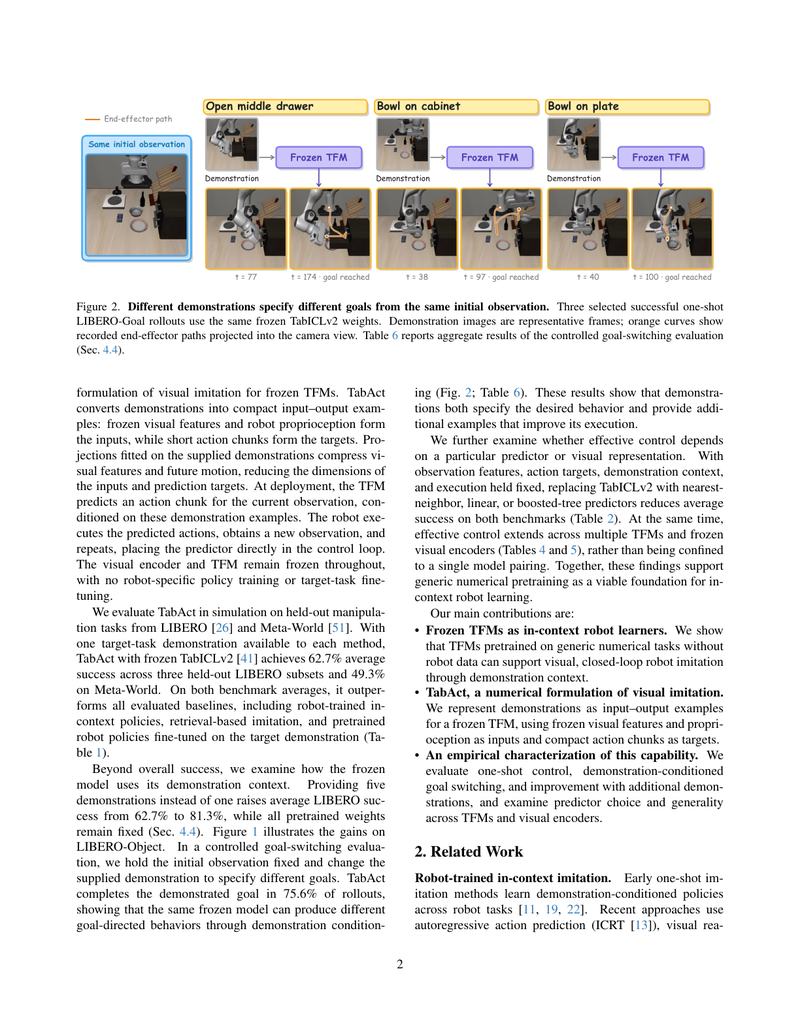 End-effector path
Same initial observation
Open middle drawer
Demonstration
Frozen TFM
t = 77
t = 174 · goal reached
Bowl on cabinet
Demonstration
Frozen TFM
t = 38
t = 97 · goal reached
Bowl on plate
Demonstration
Frozen TFM
t = 40
t = 100 · goal reached
Figure 2. Different demonstrations specify different goals from the same initial observation. Three selected successful one-shot
LIBERO-Goal rollouts use the same frozen TabICLv2 weights. Demonstration images are representative frames; orange curves show
recorded end-effector paths projected into the camera view. Table 6 reports aggregate results of the controlled goal-switching evaluation
(Sec. 4.4).
formulation of visual imitation for frozen TFMs. TabAct
converts demonstrations into compact input–output exam-
ples: frozen visual features and robot proprioception form
the inputs, while short action chunks form the targets. Pro-
jections fitted on the supplied demonstrations compress vi-
sual features and future motion, reducing the dimensions of
the inputs and prediction targets. At deployment, the TFM
predicts an action chunk for the current observation, con-
ditioned on these demonstration examples. The robot exe-
cutes the predicted actions, obtains a new observation, and
repeats, placing the predictor directly in the control loop.
The visual encoder and TFM remain frozen throughout,
with no robot-specific policy training or target-task fine-
tuning.
We evaluate TabAct in simulation on held-out manipula-
tion tasks from LIBERO [26] and Meta-World [51]. With
one target-task demonstration available to each method,
TabAct with frozen TabICLv2 [41] achieves 62.7% average
success across three held-out LIBERO subsets and 49.3%
on Meta-World. On both benchmark averages, it outper-
forms all evaluated baselines, including robot-trained in-
context policies, retrieval-based imitation, and pretrained
robot policies fine-tuned on the target demonstration (Ta-
ble 1).
Beyond overall success, we examine how the frozen
model uses its demonstration context. Providing five
demonstrations instead of one raises average LIBERO suc-
cess from 62.7% to 81.3%, while all pretrained weights
remain fixed (Sec. 4.4). Figure 1 illustrates the gains on
LIBERO-Object. In a controlled goal-switching evalua-
tion, we hold the initial observation fixed and change the
supplied demonstration to specify different goals. TabAct
completes the demonstrated goal in 75.6% of rollouts,
showing that the same frozen model can produce different
goal-directed behaviors through demonstration condition-
ing (Fig. 2; Table 6). These results show that demonstra-
tions both specify the desired behavior and provide addi-
tional examples that improve its execution.
We further examine whether effective control depends
on a particular predictor or visual representation. With
observation features, action targets, demonstration context,
and execution held fixed, replacing TabICLv2 with nearest-
neighbor, linear, or boosted-tree predictors reduces average
success on both benchmarks (Table 2). At the same time,
effective control extends across multiple TFMs and frozen
visual encoders (Tables 4 and 5), rather than being confined
to a single model pairing. Together, these findings support
generic numerical pretraining as a viable foundation for in-
context robot learning.
Our main contributions are:
• Frozen TFMs as in-context robot learners. We show
that TFMs pretrained on generic numerical tasks without
robot data can support visual, closed-loop robot imitation
through demonstration context.
• TabAct, a numerical formulation of visual imitation.
We represent demonstrations as input–output examples
for a frozen TFM, using frozen visual features and propri-
oception as inputs and compact action chunks as targets.
• An empirical characterization of this capability. We
evaluate one-shot control, demonstration-conditioned
goal switching, and improvement with additional demon-
strations, and examine predictor choice and generality
across TFMs and visual encoders.
2. Related Work
Robot-trained in-context imitation. Early one-shot im-
itation methods learn demonstration-conditioned policies
across robot tasks [11, 19, 22]. Recent approaches use
autoregressive action prediction (ICRT [13]), visual rea-
2